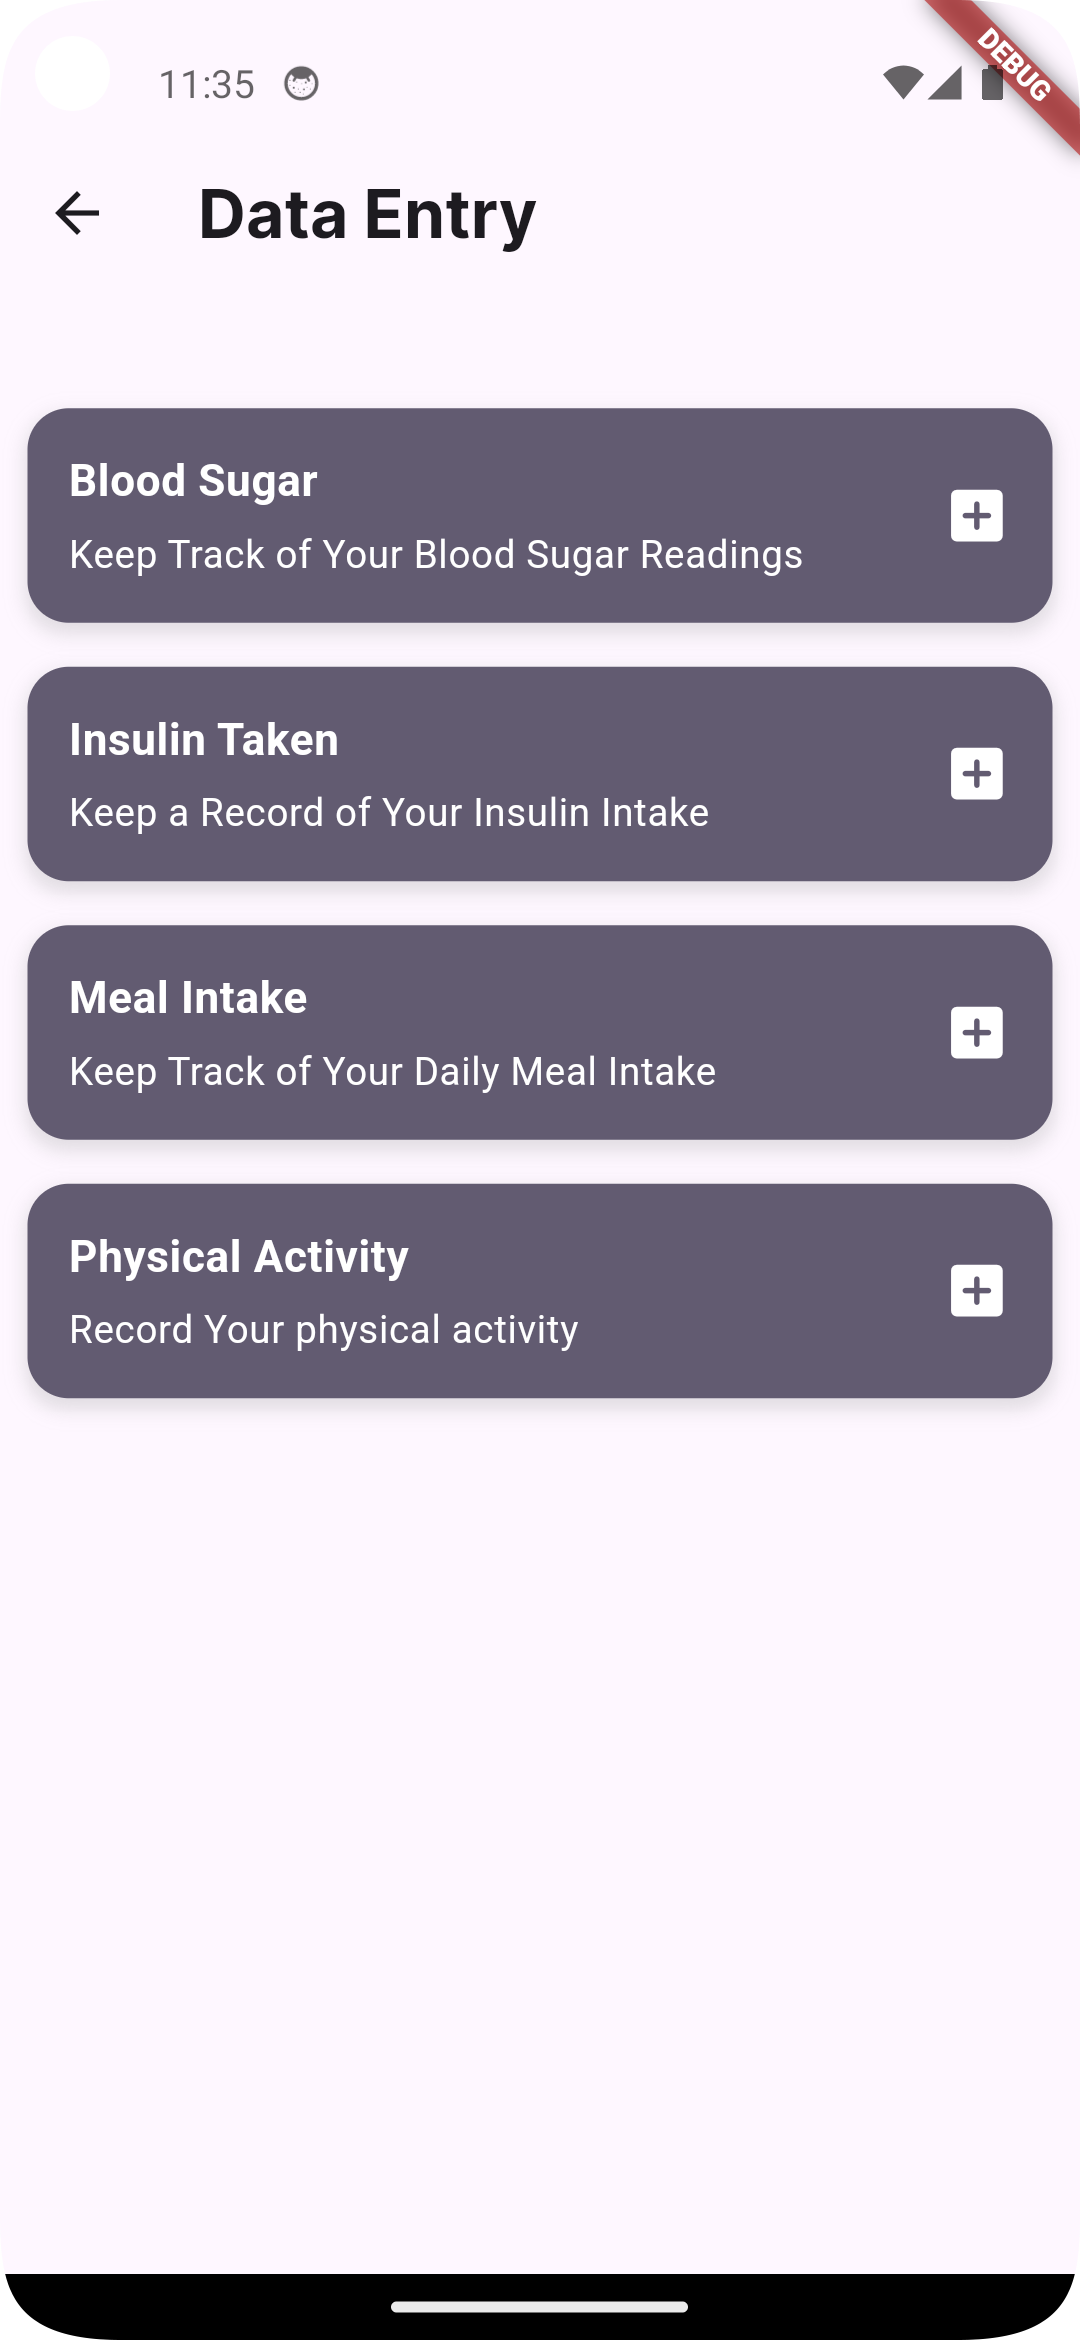 11:35
DEBUG
Data Entry
Blood Sugar
Keep Track of Your Blood Sugar Readings
Insulin Taken
Keep a Record of Your Insulin Intake
Meal Intake
Keep Track of Your Daily Meal Intake
Physical Activity
Record Your physical activity